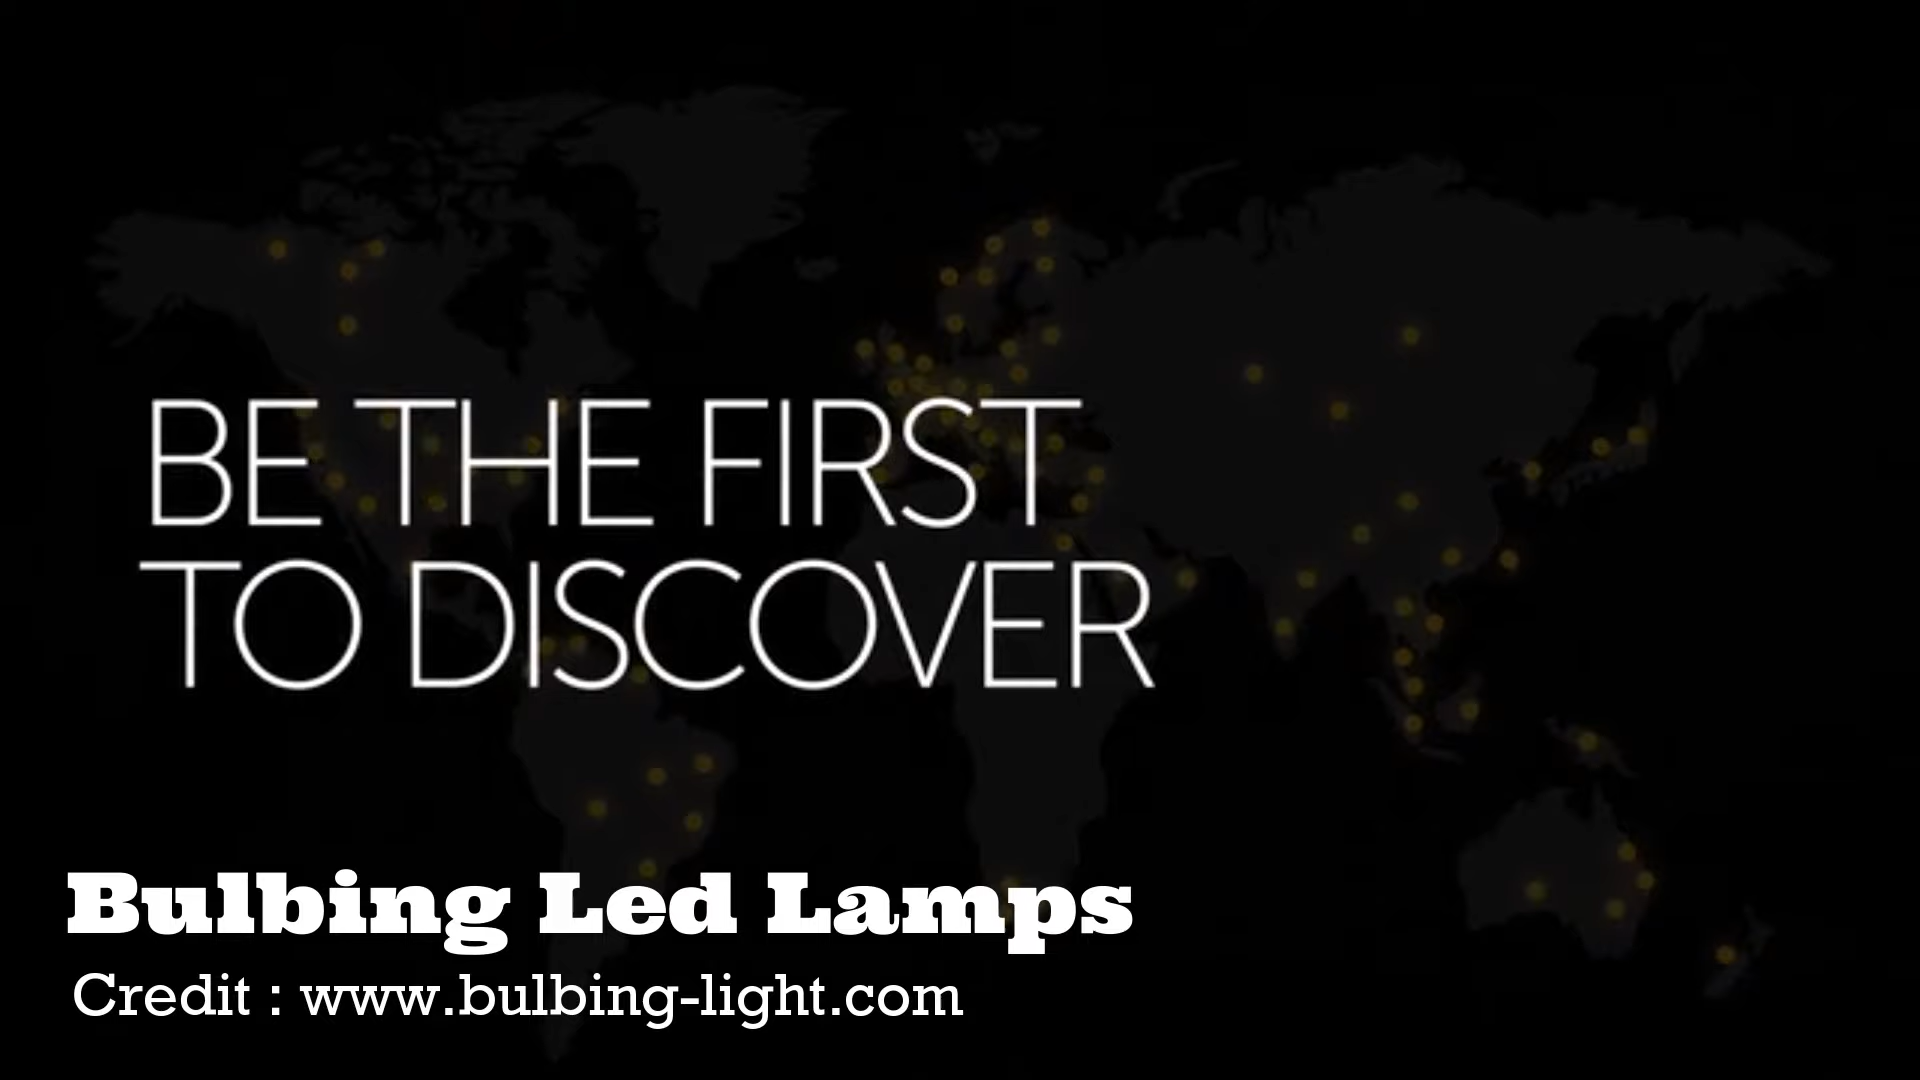 BE THE FIRST
TO DISCOVER
Bulbing Led Lamps
Credit : www.bulbing-light.com